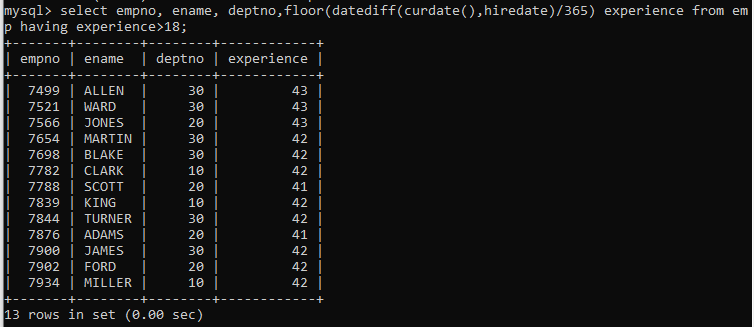 mysql> select empno, ename, deptno,floor(datediff(curdate(),hiredate)/365) experience from em
p having experience>18;
+-------+--------+--------+------------+
| empno | ename  | deptno | experience |
+-------+--------+--------+------------+
|  7499 | ALLEN  |     30 |         43 |
|  7521 | WARD   |     30 |         43 |
|  7566 | JONES  |     20 |         43 |
|  7654 | MARTIN |     30 |         42 |
|  7698 | BLAKE  |     30 |         42 |
|  7782 | CLARK  |     10 |         42 |
|  7788 | SCOTT  |     20 |         41 |
|  7839 | KING   |     10 |         42 |
|  7844 | TURNER |     30 |         42 |
|  7876 | ADAMS  |     20 |         41 |
|  7900 | JAMES  |     30 |         42 |
|  7902 | FORD   |     20 |         42 |
|  7934 | MILLER |     10 |         42 |
+-------+--------+--------+------------+
13 rows in set (0.00 sec)